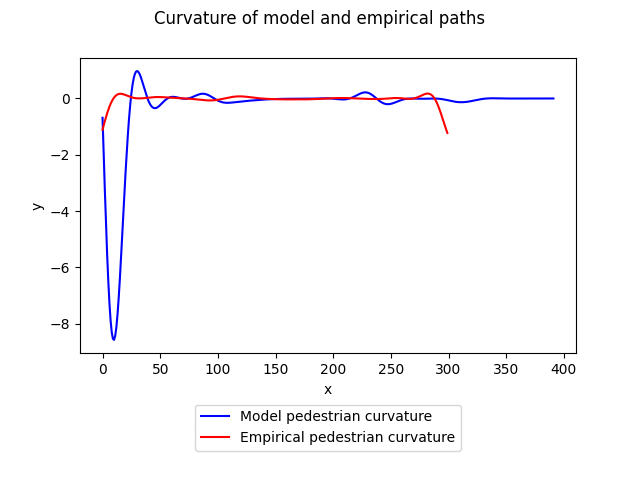 Curvature of model and empirical paths
y
0
−2
−4
−6
−8
0 50 100 150 200 250 300 350 400
x
Model pedestrian curvature
Empirical pedestrian curvature